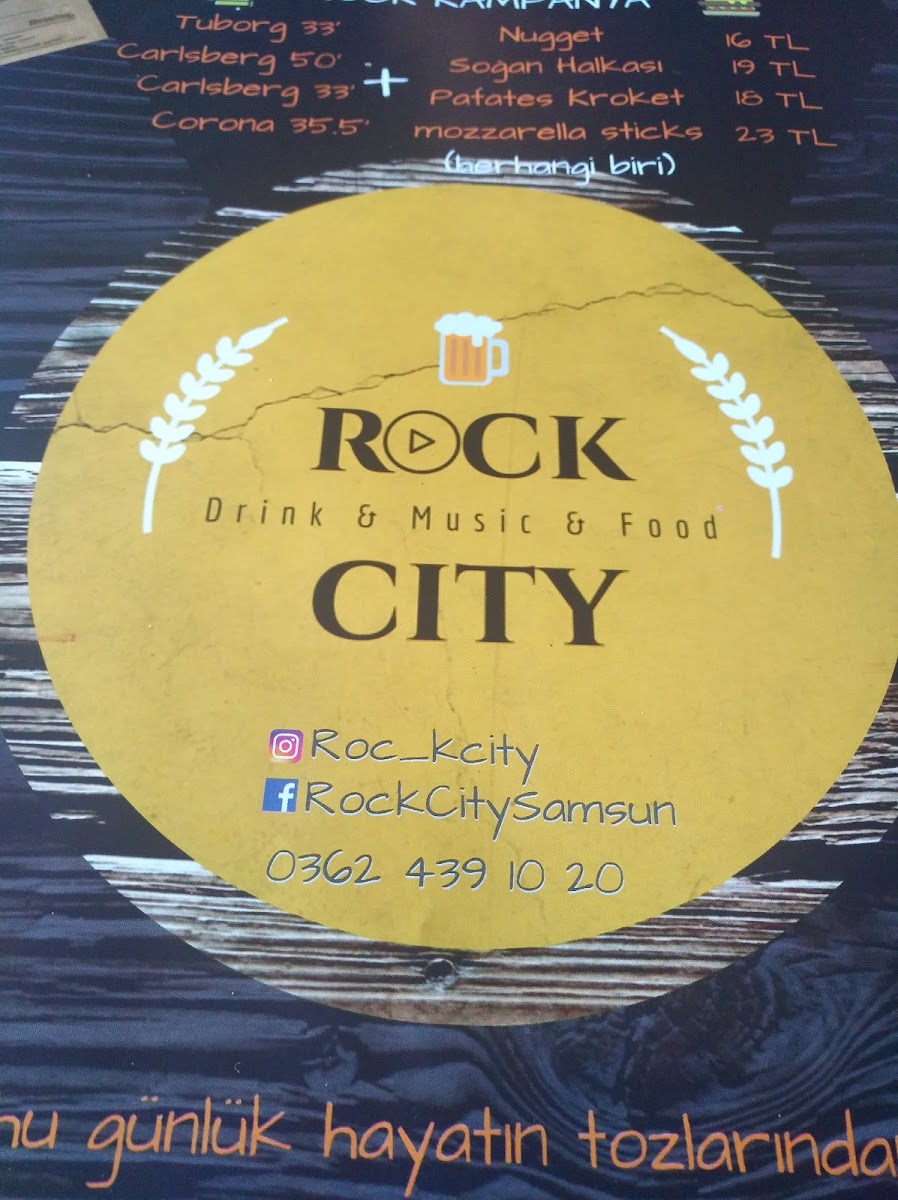 KAMPANYA
Tuborg 33'
Carlsberg 50'
Carlsberg 33'
Corona 35.5'
+
Nugget 16 TL
Soğan Halkası 19 TL
Patates Kroket 18 TL
mozzarella sticks 23 TL
(herhangi biri)
ROCK
Drink & Music & Food
CITY
Roc_kcity
RockCitySamsun
0362 439 10 20
günlük hayatın tozlarından